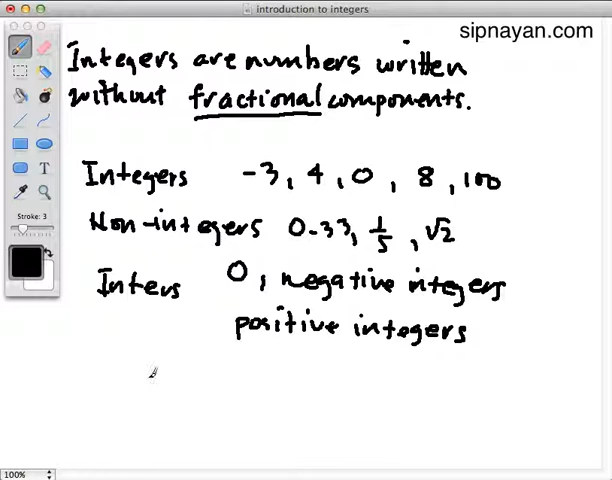 introduction to integers
sipnayan.com
Integers are numbers written
without fractional components.
Integers -3, 4, 0, 8, 100
Non-integers 0.33, 1/5, √2
Inters 0, negative integers
positive integers
T
Stroke: 3
100%